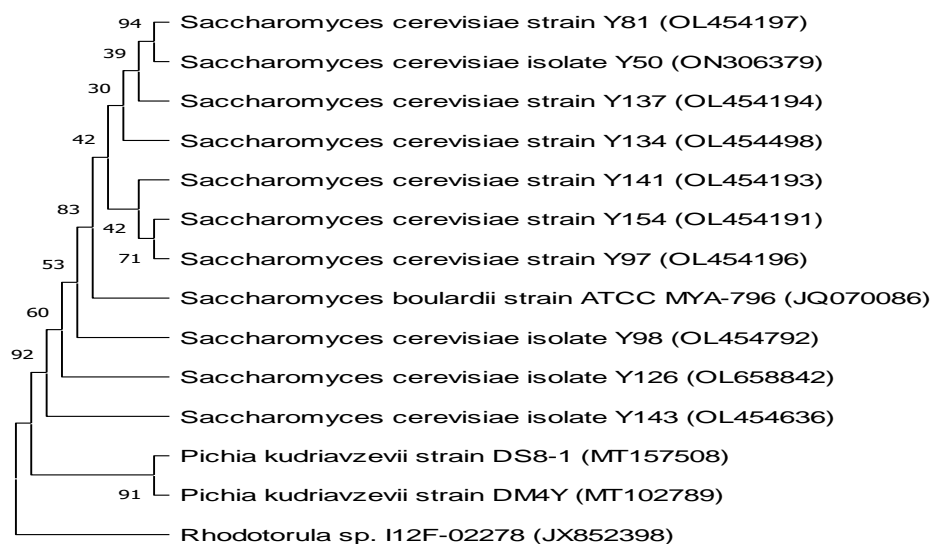 94 Saccharomyces cerevisiae strain Y81 (OL454197)
39 Saccharomyces cerevisiae isolate Y50 (ON306379)
30 Saccharomyces cerevisiae strain Y137 (OL454194)
42 Saccharomyces cerevisiae strain Y134 (OL454498)
Saccharomyces cerevisiae strain Y141 (OL454193)
83
42 Saccharomyces cerevisiae strain Y154 (OL454191)
53 71 Saccharomyces cerevisiae strain Y97 (OL454196)
Saccharomyces boulardii strain ATCC MYA-796 (JQ070086)
60
Saccharomyces cerevisiae isolate Y98 (OL454792)
92
Saccharomyces cerevisiae isolate Y126 (OL658842)
Saccharomyces cerevisiae isolate Y143 (OL454636)
Pichia kudriavzevii strain DS8-1 (MT157508)
91 Pichia kudriavzevii strain DM4Y (MT102789)
Rhodotorula sp. I12F-02278 (JX852398)